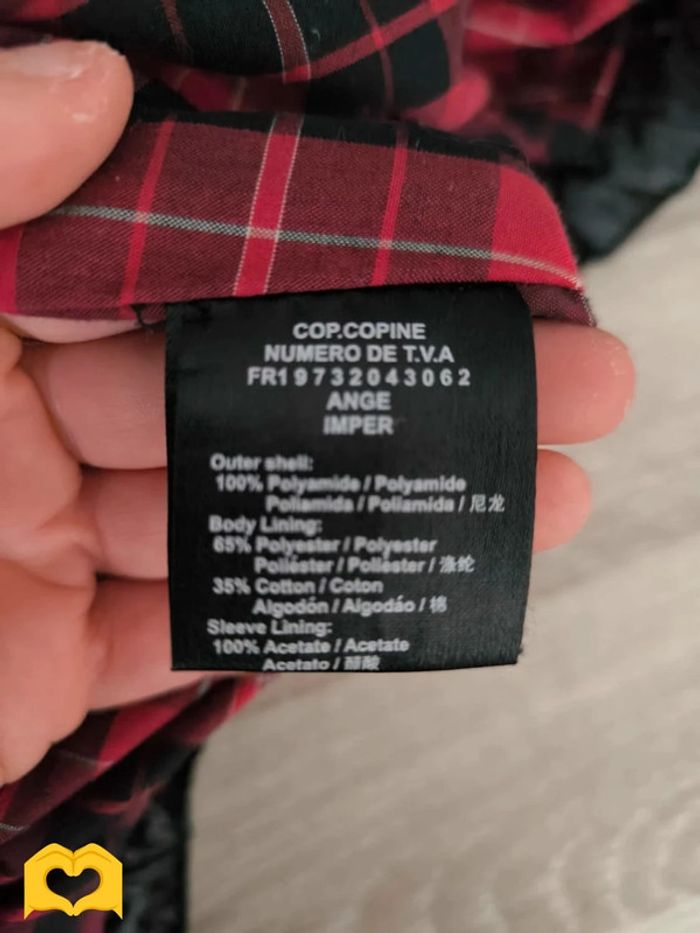 COP.COPINE
NUMERO DE T.V.A
FR19732043062
ANGE
IMPER
Outer shell:
100% Polyamide / Polyamide
Poliamida / Poliamida / 尼龙
Body Lining:
65% Polyester / Polyester
Poliéster / Poliéster / 涤纶
35% Cotton / Coton
Algodón / Algodáo / 棉
Sleeve Lining:
100% Acetate / Acetate
Acetato / 醋酸